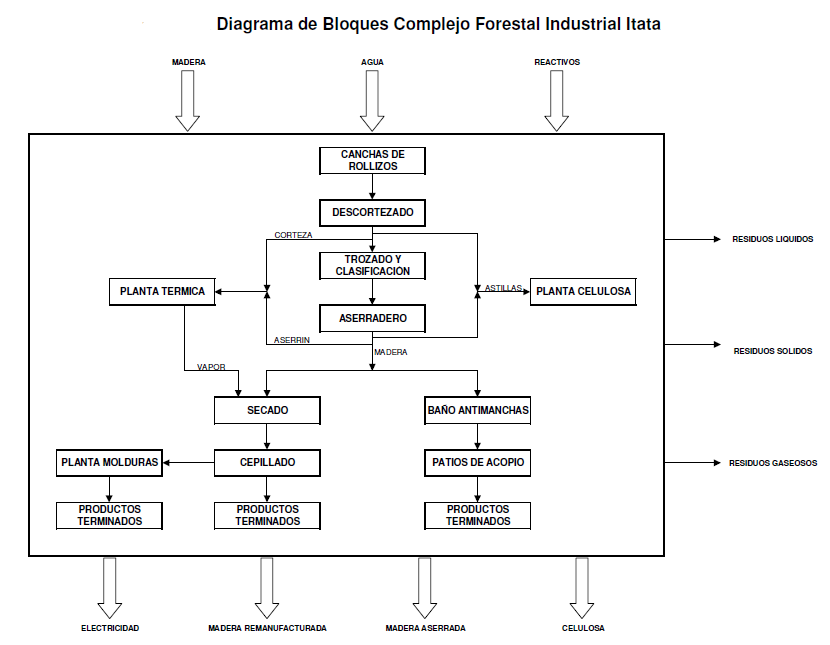 Diagrama de Bloques Complejo Forestal Industrial Itata
MADERA
AGUA
REACTIVOS
CANCHAS DE
ROLLIZOS
DESCORTEZADO
CORTEZA
TROZADO Y
CLASIFICACIÓN
PLANTA TERMICA
ASTILLAS
PLANTA CELULOSA
ASERRADERO
ASERRIN
MADERA
VAPOR
SECADO
BAÑO ANTIMANCHAS
PLANTA MOLDURAS
CEPILLADO
PATIOS DE ACOPIO
PRODUCTOS
TERMINADOS
PRODUCTOS
TERMINADOS
PRODUCTOS
TERMINADOS
RESIDUOS LIQUIDOS
RESIDUOS SOLIDOS
RESIDUOS GASEOSOS
ELECTRICIDAD
MADERA REMANUFACTURADA
MADERA ASERRADA
CELULOSA